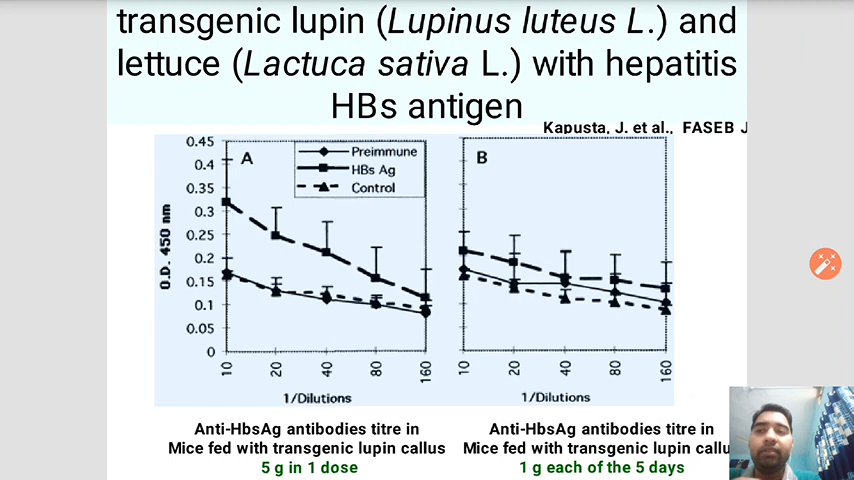 transgenic lupin (Lupinus luteus L.) and
lettuce (Lactuca sativa L.) with hepatitis
HBs antigen
Kapusta, J. et al., FASEB J
0.45
0.4
0.35
0.3
0.25
0.2
0.15
0.1
0.05
0
O.D. 450 nm
A
Preimmune
HBs Ag
Control
10
20
40
80
160
1/Dilutions
B
10
20
40
80
160
1/Dilutions
Anti-HbsAg antibodies titre in
Mice fed with transgenic lupin callus
5 g in 1 dose
Anti-HbsAg antibodies titre in
Mice fed with transgenic lupin callu
1 g each of the 5 days